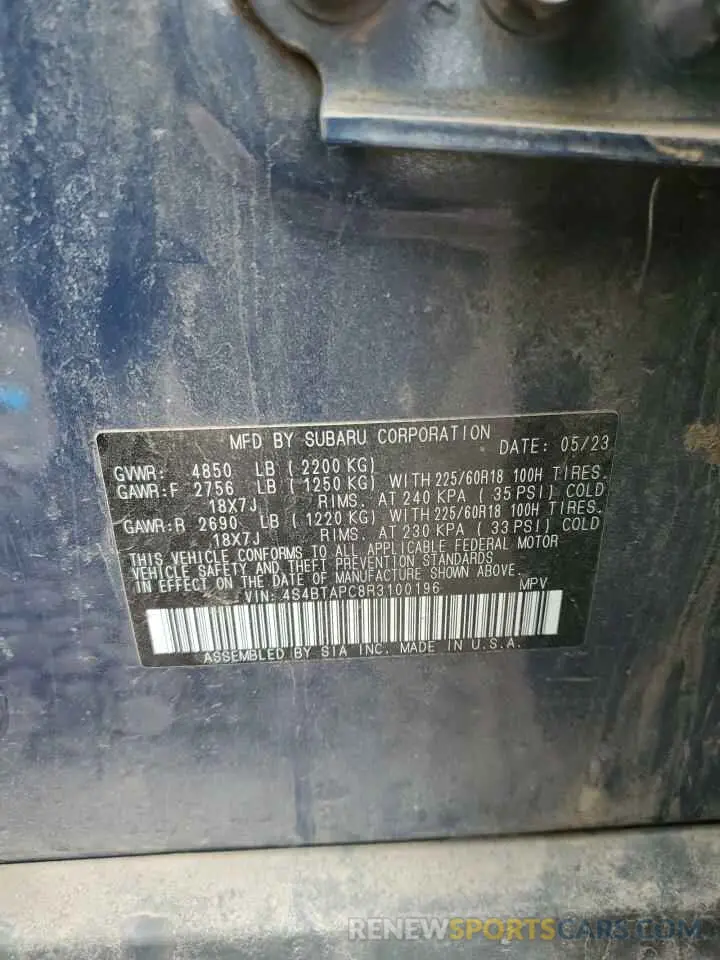 MFD BY SUBARU CORPORATION DATE: 05/23
GVWR: 4850 LB (2200 KG)
GAWR:F 2756 LB (1250 KG) WITH 225/60R18 100H TIRES.
18X7J RIMS. AT 240 KPA (35 PSI) COLD
GAWR:R 2690 LB (1220 KG) WITH 225/60R18 100H TIRES.
18X7J RIMS. AT 230 KPA (33 PSI) COLD
THIS VEHICLE CONFORMS TO ALL APPLICABLE FEDERAL MOTOR
VEHICLE SAFETY AND THEFT PREVENTION STANDARDS
IN EFFECT ON THE DATE OF MANUFACTURE SHOWN ABOVE.
VIN: 4S4BTAPC8R3100196 MPV
ASSEMBLED BY SIA INC. MADE IN U.S.A.
RENEWSPORTSCARS.COM